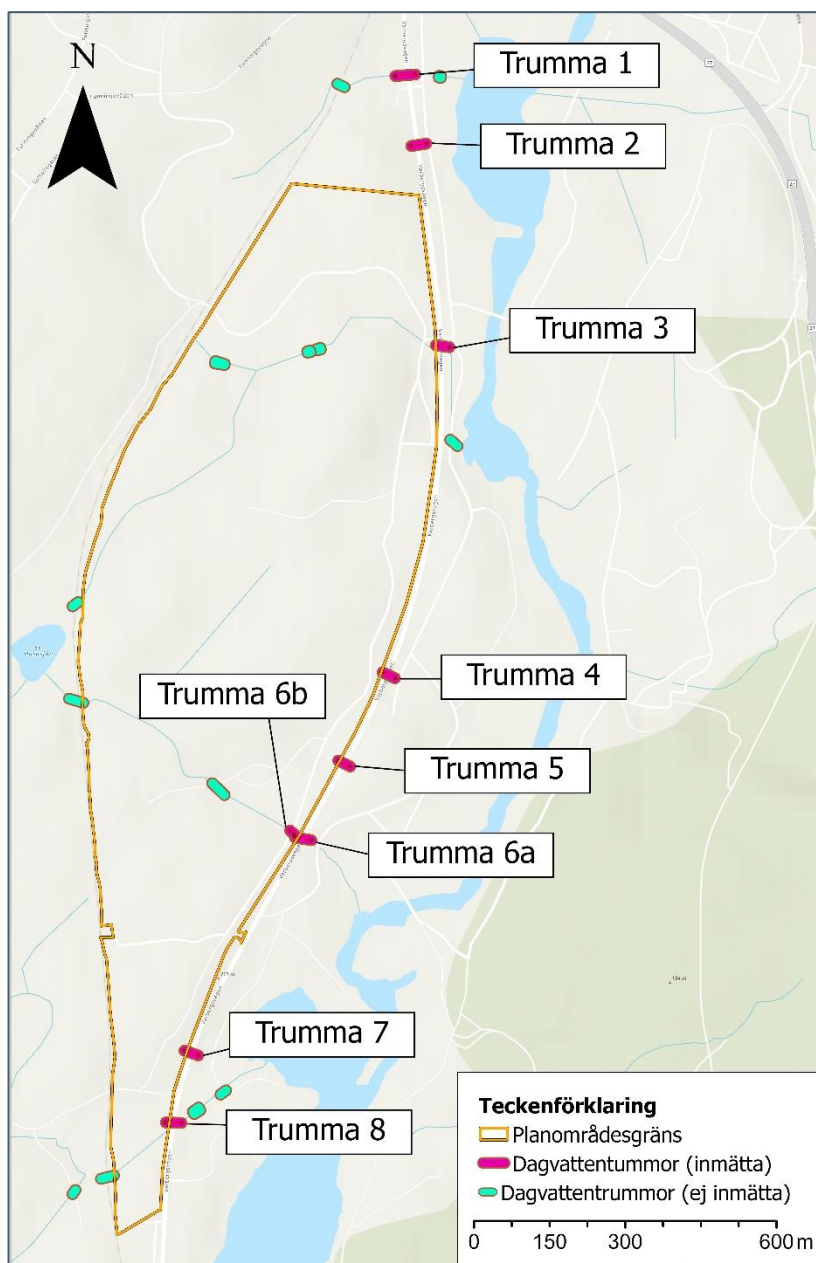 N
Trumma 1
Trumma 2
Trumma 3
Trumma 4
Trumma 6b
Trumma 5
Trumma 6a
Trumma 7
Trumma 8
Varbergsvägen
Teckenförklaring
Planområdesgräns
Dagvattentummor (inmätta)
Dagvattentrummor (ej inmätta)
0 150 300 600 m